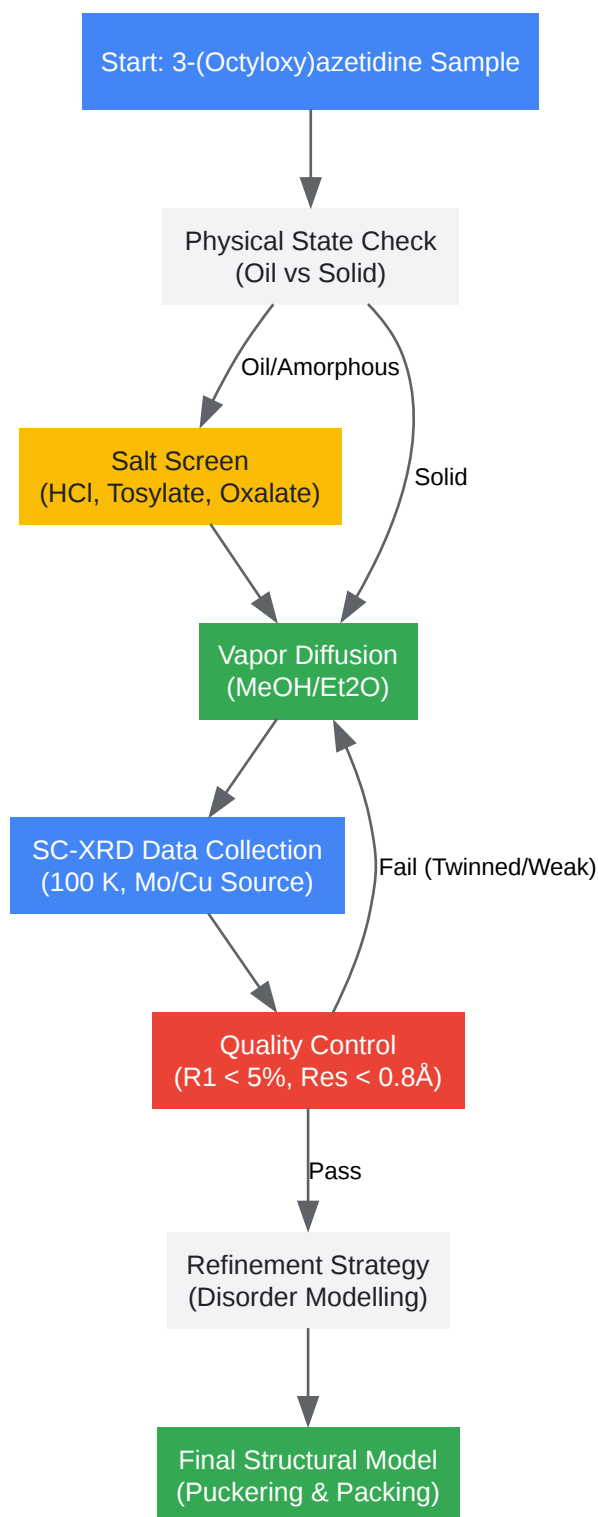 Start: 3-(Octyloxy)azetidine Sample
Physical State Check
(Oil vs Solid)
Oil/Amorphous
Salt Screen
(HCl, Tosylate, Oxalate)
Solid
Vapor Diffusion
(MeOH/Et2O)
SC-XRD Data Collection
(100 K, Mo/Cu Source)
Fail (Twinned/Weak)
Quality Control
(R1 < 5%, Res < 0.8Å)
Pass
Refinement Strategy
(Disorder Modelling)
Final Structural Model
(Puckering & Packing)